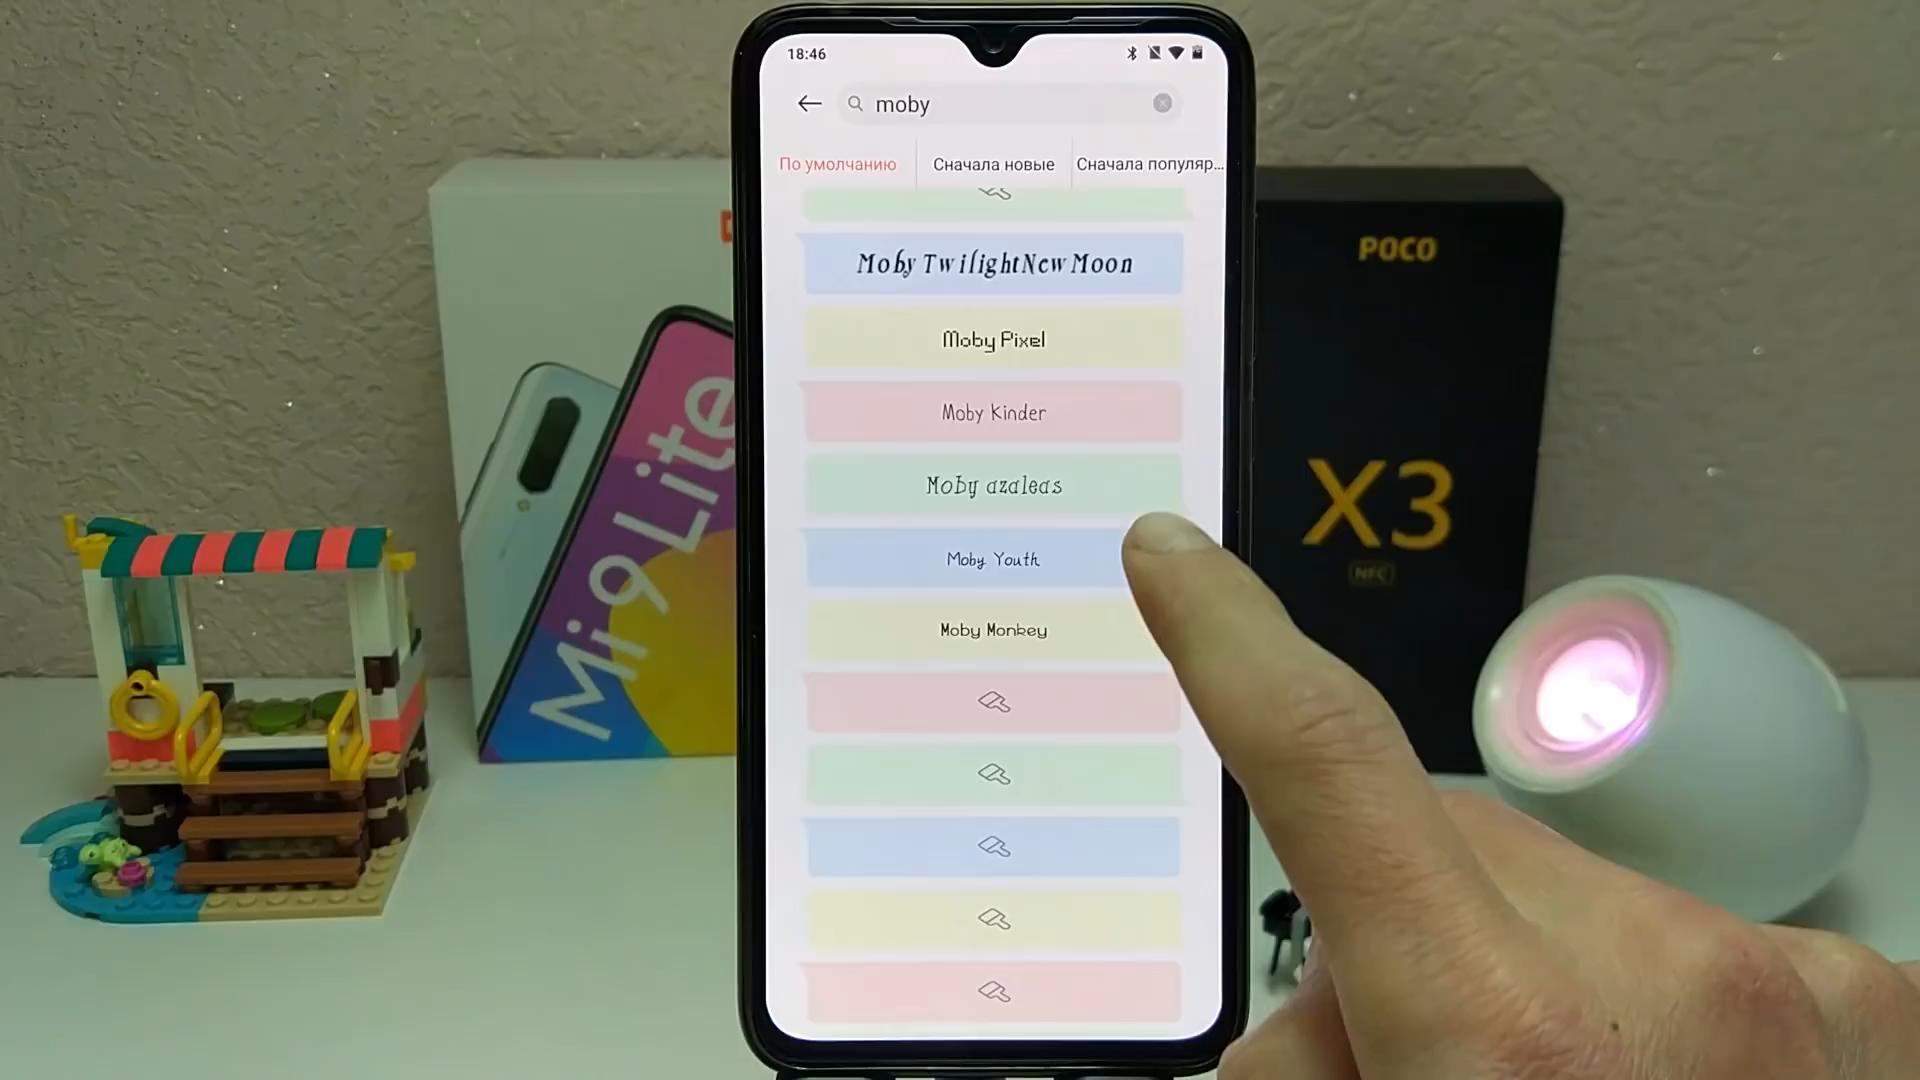 18:46
moby
По умолчанию
Сначала новые
Сначала популяр...
Moby TwilightNew Moon
Moby Pixel
Moby Kinder
Moby azaleas
Moby Youth
Moby Monkey
Mi 9 Lite
POCO
X3
NFC